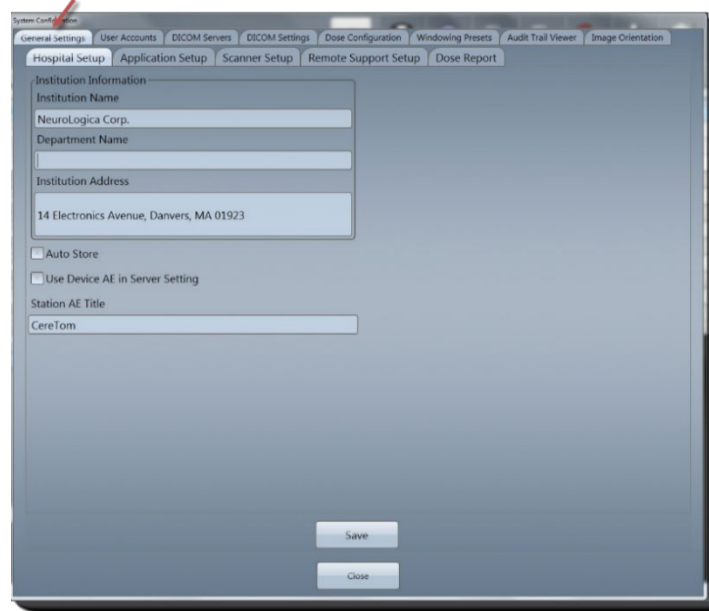 System Configuration
General Settings User Accounts DICOM Servers DICOM Settings Dose Configuration Windowing Presets Audit Trail Viewer Image Orientation
Hospital Setup Application Setup Scanner Setup Remote Support Setup Dose Report
Institution Information
Institution Name
NeuroLogica Corp.
Department Name
Institution Address
14 Electronics Avenue, Danvers, MA 01923
Auto Store
Use Device AE in Server Setting
Station AE Title
CereTom
Save
Close